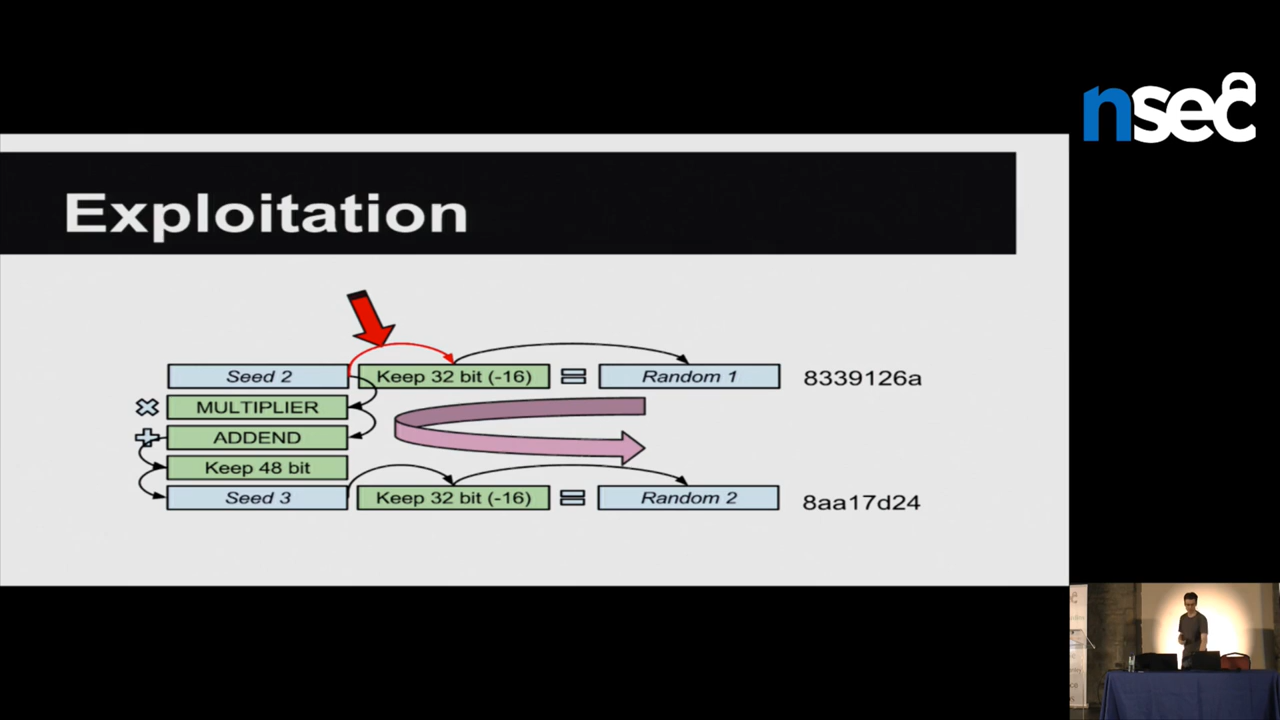 nsec
Exploitation
Seed 2 Keep 32 bit (-16) = Random 1 8339126a
MULTIPLIER
ADDEND
Keep 48 bit
Seed 3 Keep 32 bit (-16) = Random 2 8aa17d24